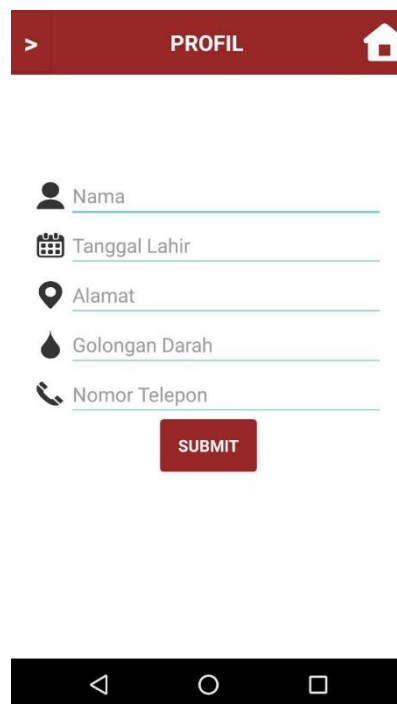 > PROFIL
Nama
Tanggal Lahir
Alamat
Golongan Darah
Nomor Telepon
SUBMIT